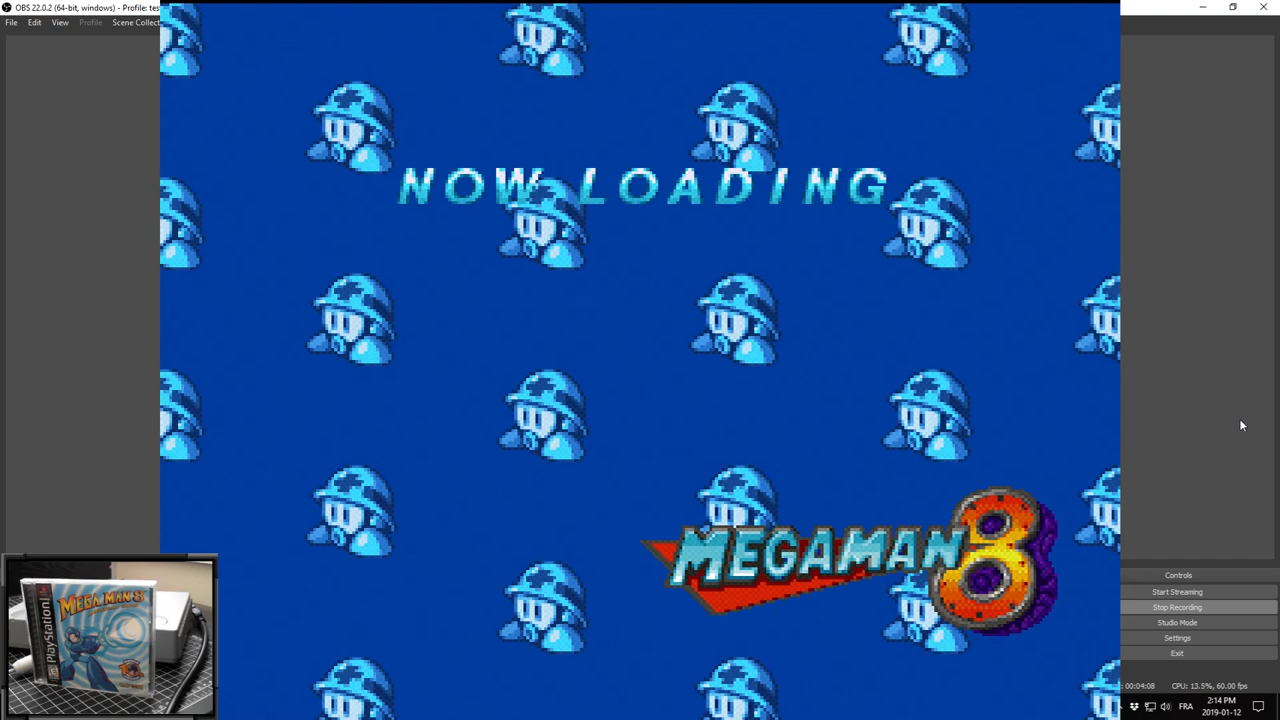 OBS 22.0.2 (64-bit, windows) - Profile: tes
File Edit View Profile Scene Collect
NOW LOADING
MEGAMAN 8
PlayStation
MEGA MAN 8
Controls
Start Streaming
Stop Recording
Studio Mode
Settings
Exit
: 00:04:08 CPU: 13.5%, 60.00 fps
FRA
2:14 PM
2019-01-12